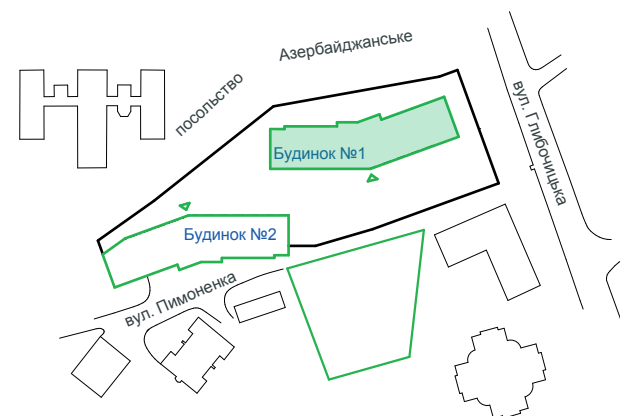 Азербайджанське
посольство
вул. Глибочицька
Будинок №1
Будинок №2
вул. Пимоненка